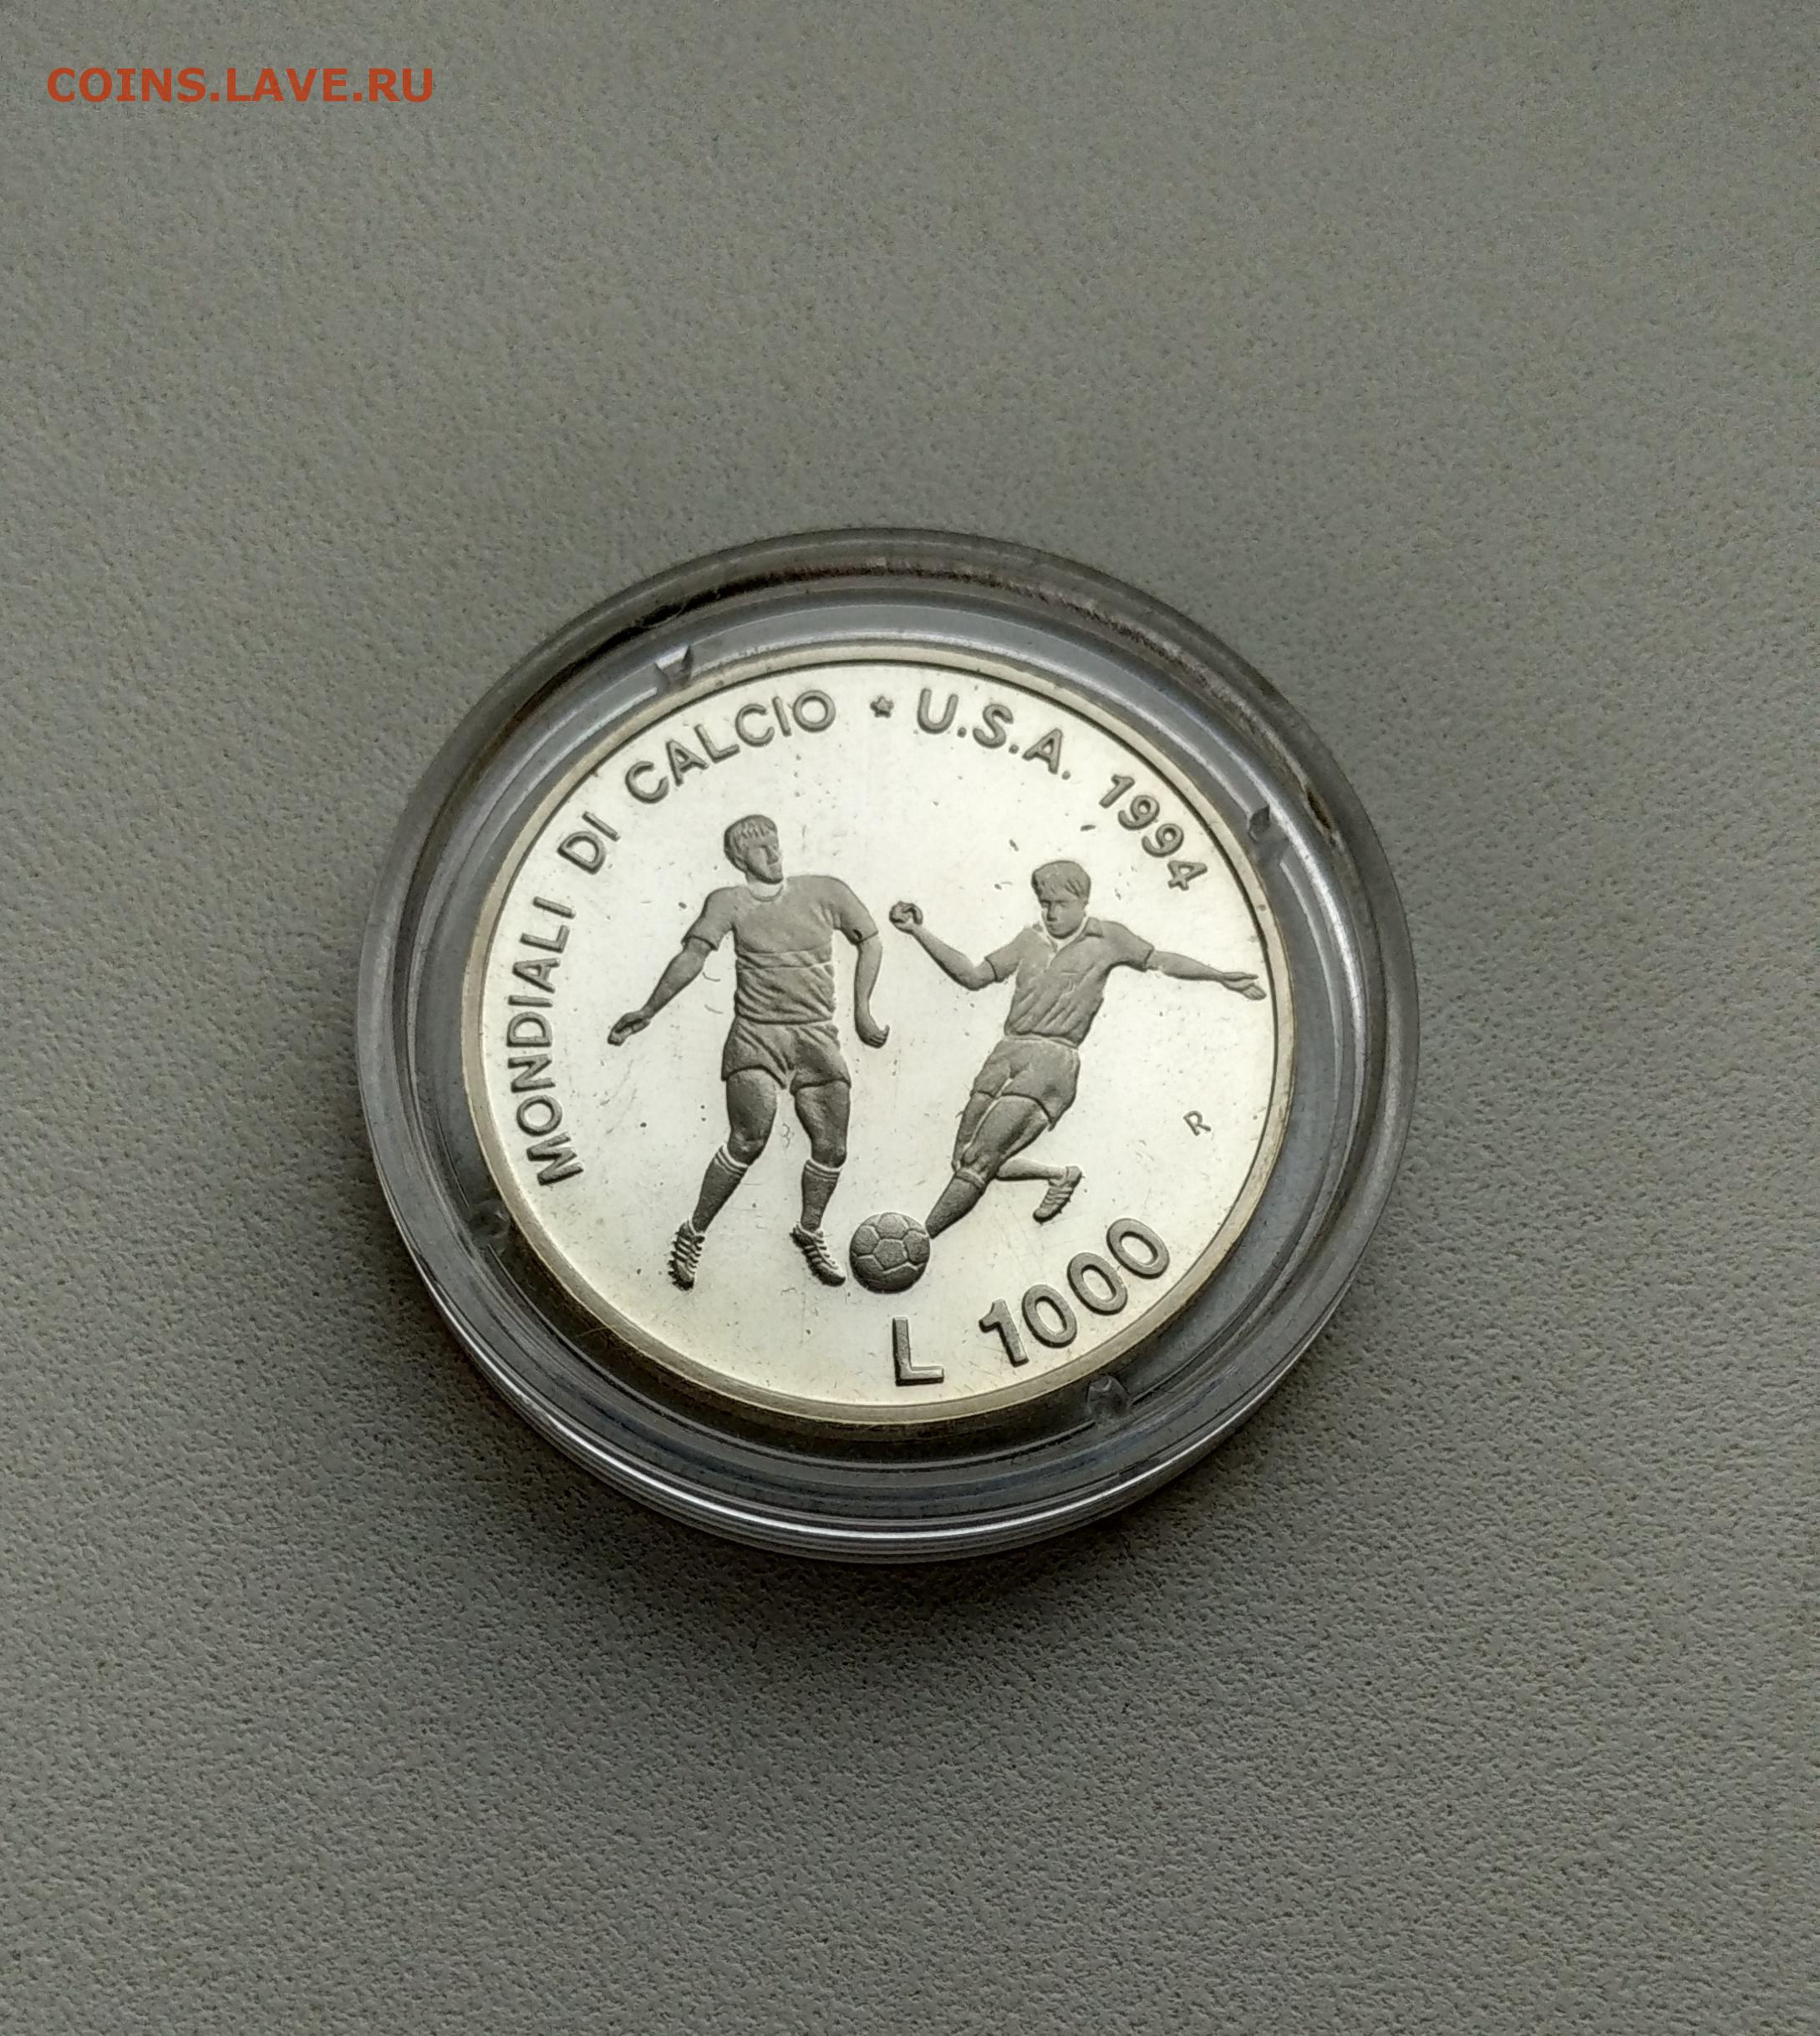 COINS.LAVE.RU
MONDIALI DI CALCIO * U.S.A. 1994
R
L 1000